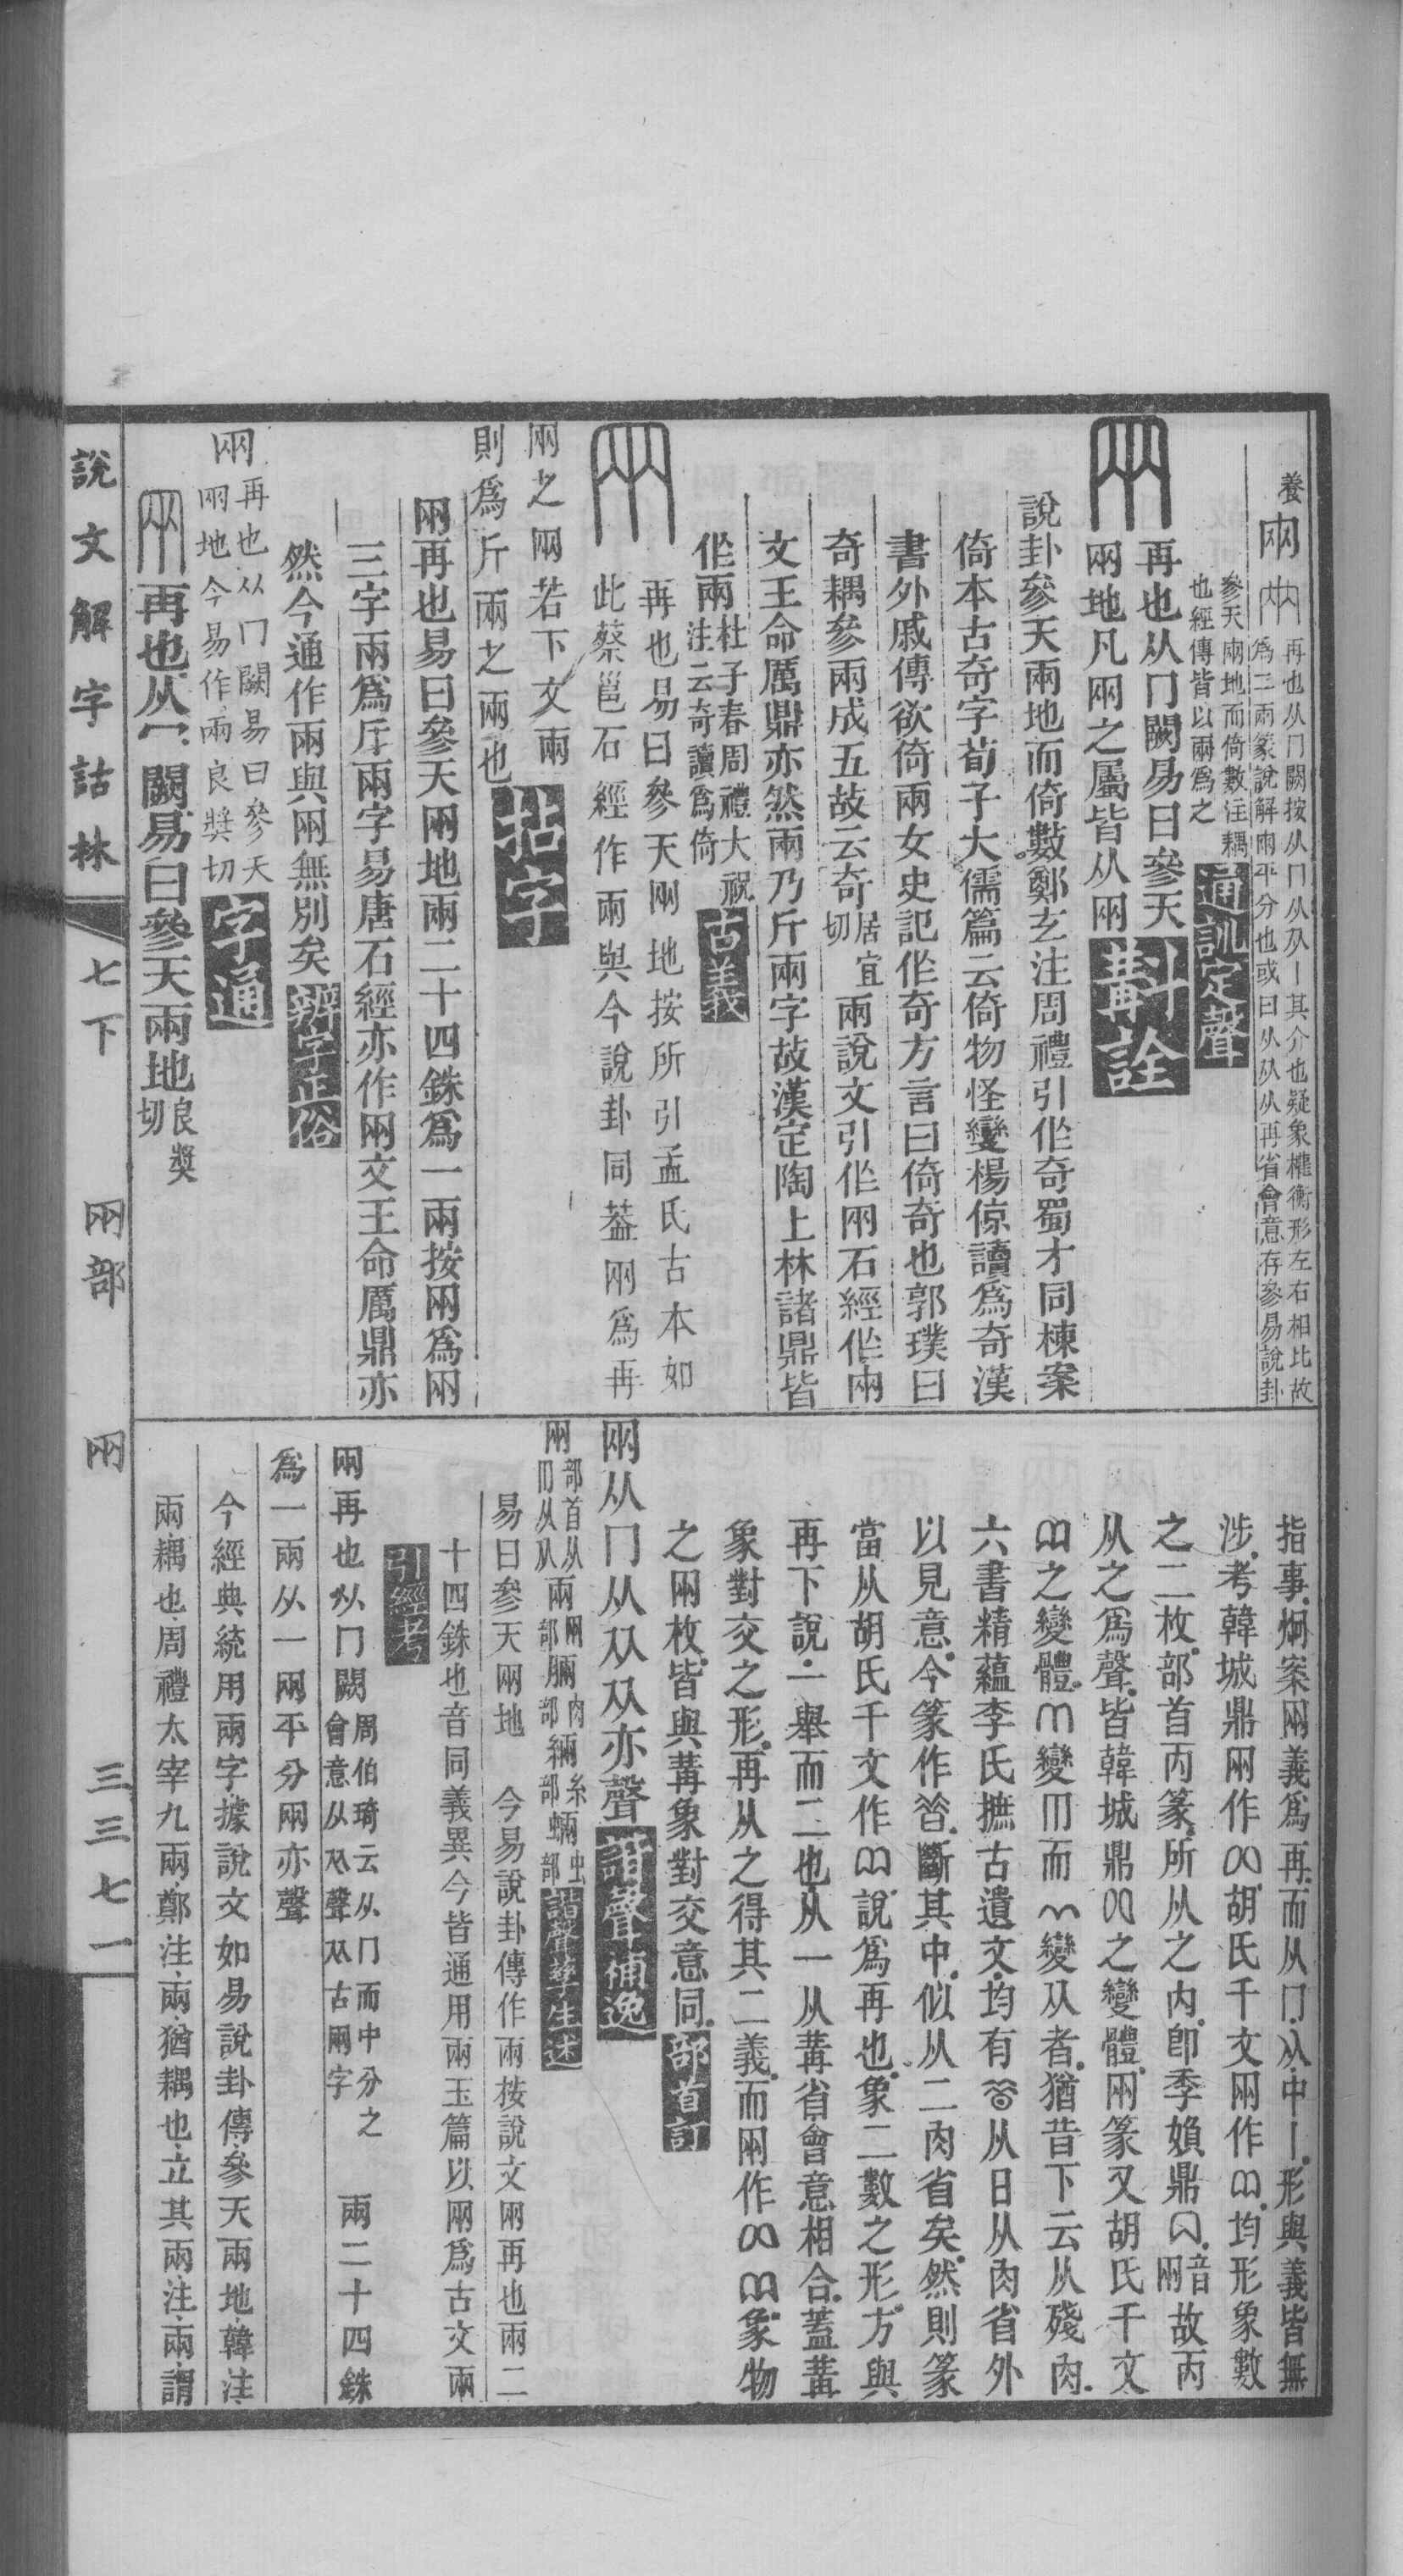 養㒳再也从冂闕按从冂从从丨其介也疑象權衡形左右相比故
爲二㒳篆說解㒳平分也或曰从从从再省會意存參易說卦
參天㒳地而倚數注耦
也經傳皆以兩爲之 通訓定聲
再也从冂闕易曰參天
㒳地凡㒳之屬皆从㒳 斠詮
說卦參天兩地而倚數鄭玄注周禮引作奇蜀才同棟案
倚本古奇字荀子大儒篇云倚物怪變楊倞讀爲奇漢
書外戚傳欲倚兩女史記作奇方言曰倚奇也郭璞曰
奇耦參兩成五故云奇居宜切兩說文引作㒳石經作兩
文王命厲鼎亦然兩乃斤兩字故漢定陶上林諸鼎皆
作兩杜子春周禮大祝注云奇讀爲倚 古義
再也易曰參天㒳地按所引孟氏古本如
此蔡邕石經作兩與今說卦同葢㒳爲再
㒳之㒳若下文兩
則爲斤兩之兩也 拈字
㒳再也易曰參天㒳地兩二十四銖爲一兩按㒳爲㒳
三字兩爲斤兩字易唐石經亦作兩文王命厲鼎亦
然今通作兩與㒳無別矣 辨字正俗
㒳再也从冂闕易曰參天
㒳地今易作兩良獎切 字通
再也从冖闕易曰參天兩地良獎切
說文解字詁林 七下 㒳部 㒳 三三七一
指事炯案㒳義爲再而从冂从中丨形與義皆無
涉考韓城鼎㒳作胡氏千文㒳作均形象數
之二枚部首丙篆所从之內卽季娟鼎音㒳故丙
从之爲聲皆韓城鼎之變體㒳篆又胡氏千文
之變體變冂而變从者猶昔下云从殘肉
六書精蘊李氏摭古遺文均有从日从肉省外
以見意今篆作斷其中似从二肉省矣然則篆
當从胡氏千文作說爲再也象二數之形方與
再下說一舉而二也从一从冓省會意相合葢冓
象對交之形再从之得其二義而㒳作象物
之㒳枚皆與冓象對交意同 部首訂
㒳从冂从从从亦聲 諧聲補逸
㒳部首从冂从从兩㒳部脼肉部緉糸部蜽虫部 諧聲孳生述
易曰參天㒳地 今易說卦傳作兩按說文㒳再也兩二
十四銖也音同義異今皆通用兩玉篇以㒳爲古文兩
引經考
㒳再也从冂闕周伯琦云从冂而中分之會意从从聲从古㒳字 兩二十四銖
爲一兩从一㒳平分㒳亦聲
今經典統用兩字據說文如易說卦傳參天兩地韓注
兩耦也周禮太宰九兩鄭注兩猶耦也立其兩注兩謂